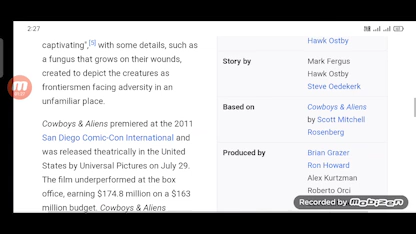 2:27
captivating",[5] with some details, such as
a fungus that grows on their wounds,
created to depict the creatures as
frontiersmen facing adversity in an
unfamiliar place.
Cowboys & Aliens premiered at the 2011
San Diego Comic-Con International and
was released theatrically in the United
States by Universal Pictures on July 29.
The film underperformed at the box
office, earning $174.8 million on a $163
million budget. Cowboys & Aliens
Hawk Ostby
Story by
Mark Fergus
Hawk Ostby
Steve Oedekerk
Based on
Cowboys & Aliens
by Scott Mitchell
Rosenberg
Produced by
Brian Grazer
Ron Howard
Alex Kurtzman
Roberto Orci
Recorded by
mobizen